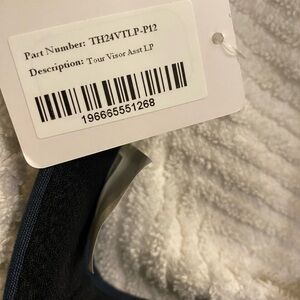 Part Number: TH24VTLP-P12
Description: Tour Visor Asst LP
196665551268